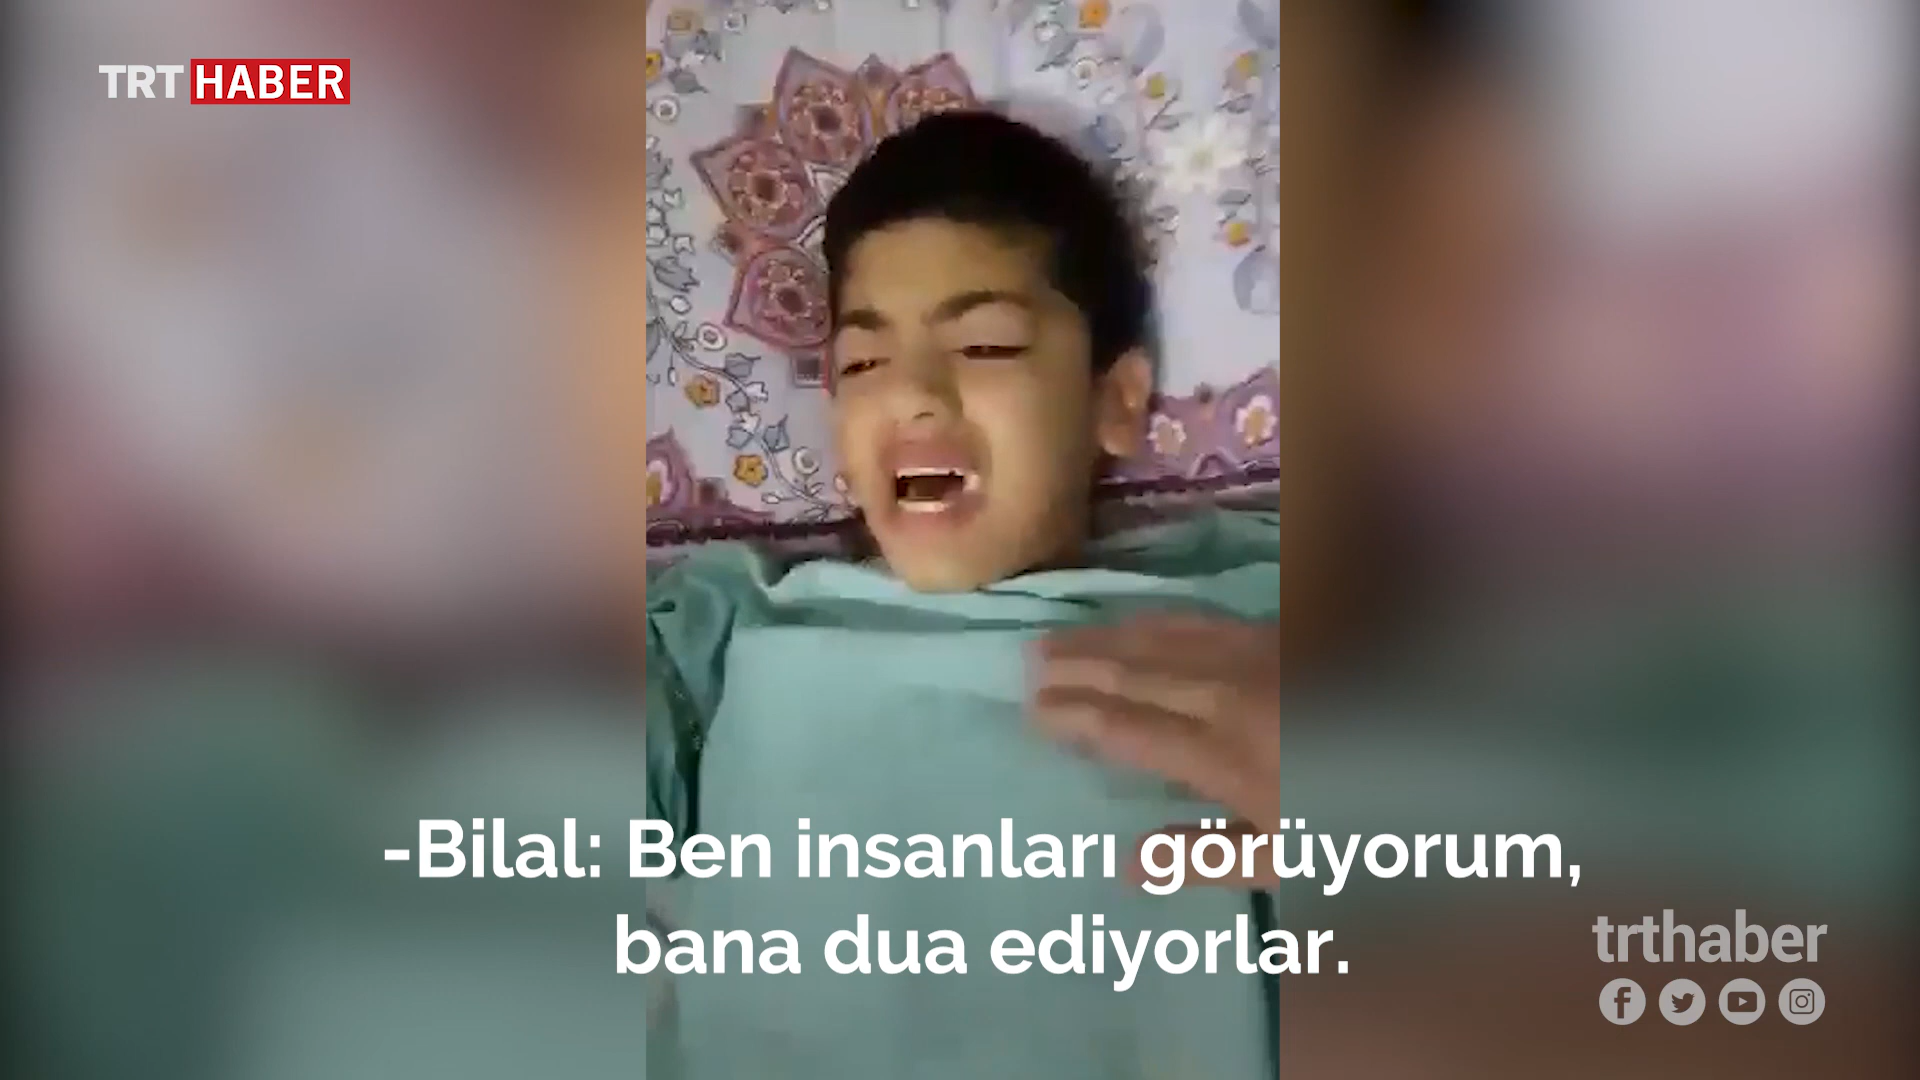 TRT HABER
-Bilal: Ben insanları görüyorum,
bana dua ediyorlar.
trthaber